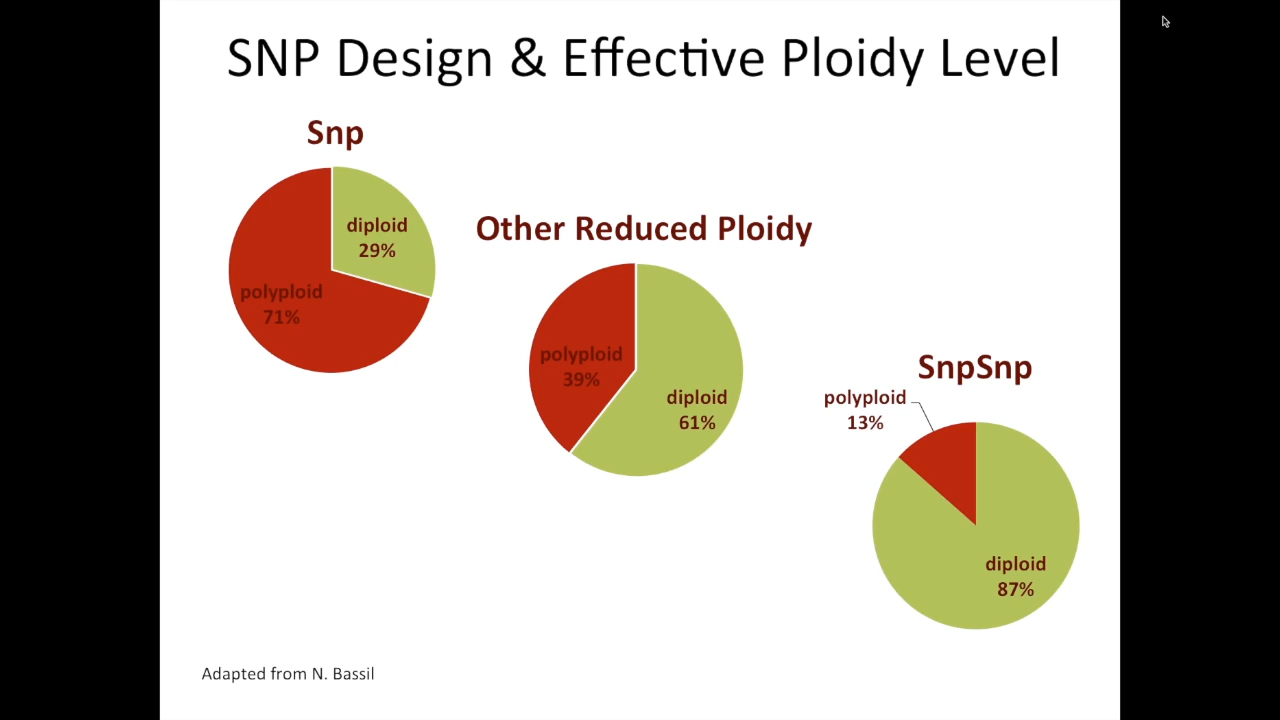 SNP Design & Effective Ploidy Level
Snp
diploid
29%
polyploid
71%
Other Reduced Ploidy
polyploid
39%
diploid
61%
SnpSnp
polyploid
13%
diploid
87%
Adapted from N. Bassil